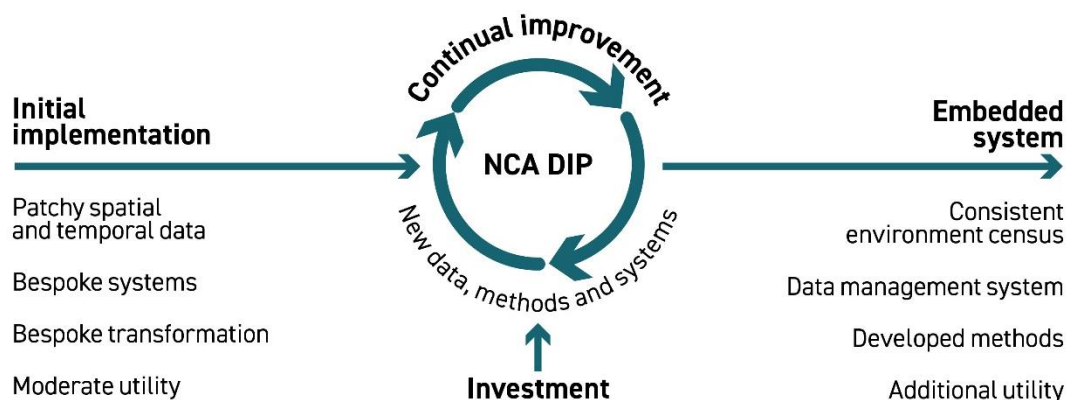 Continual improvement
Initial
implementation
NCA DIP
Embedded
system
Patchy spatial
and temporal data
Bespoke systems
Bespoke transformation
Moderate utility
New data, methods and systems
Investment
Consistent
environment census
Data management system
Developed methods
Additional utility